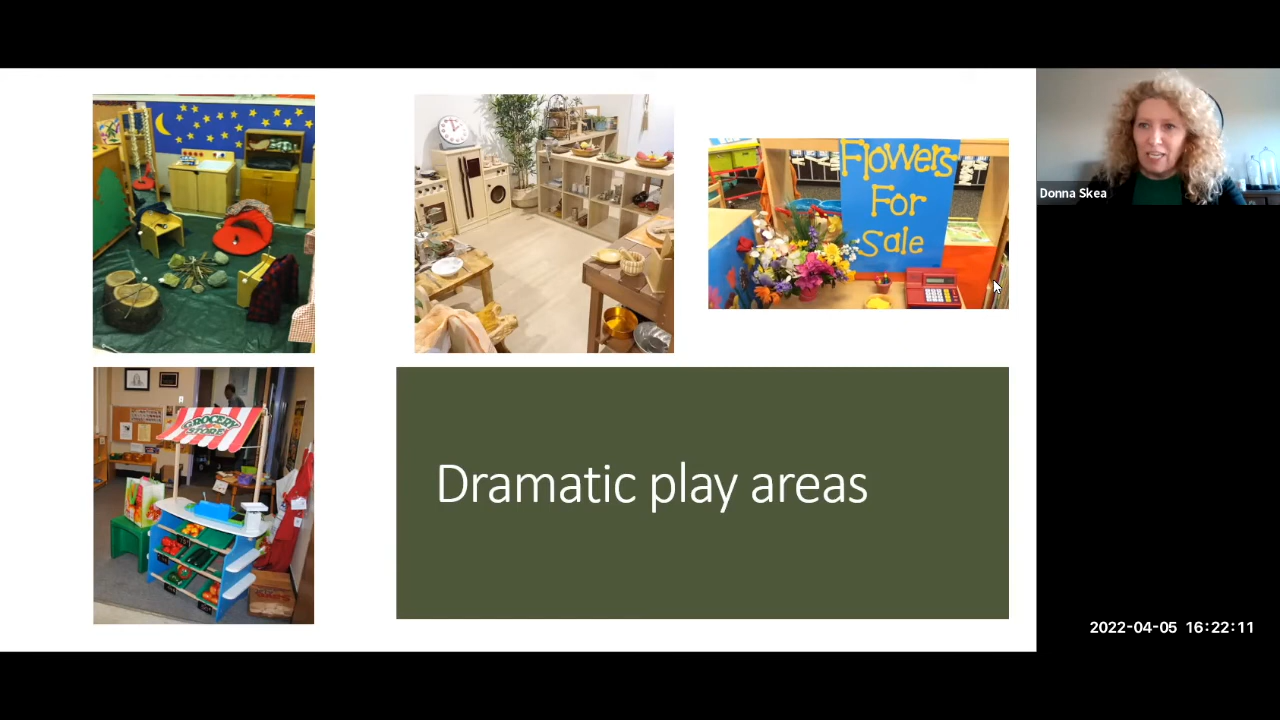 Flowers
For
Sale
Donna Skea
GROCERY
STORE
Dramatic play areas
2022-04-05 16:22:11